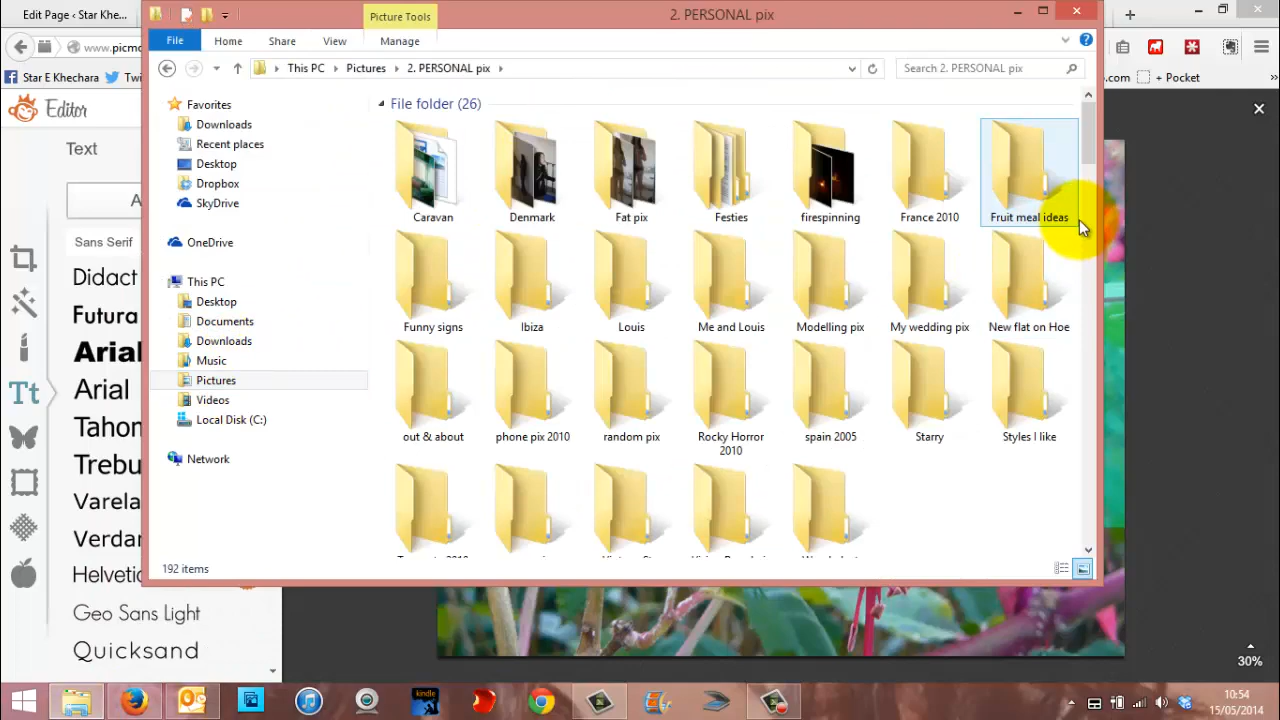 Edit Page ‹ Star Khe...
Picture Tools
2. PERSONAL pix
www.picmo
File
Home
Share
View
Manage
This PC
Pictures
2. PERSONAL pix
Search 2. PERSONAL pix
Star E Khechara
Twi
.com
+ Pocket
Editor
Text
A
Sans Serif
Didact
Futura
Arial
Arial
Tahom
Trebu
Varela
Verdar
Helvetic
Geo Sans Light
Quicksand
Favorites
Downloads
Recent places
Desktop
Dropbox
SkyDrive
OneDrive
This PC
Desktop
Documents
Downloads
Music
Pictures
Videos
Local Disk (C:)
Network
File folder (26)
Caravan
Denmark
Fat pix
Festies
firespinning
France 2010
Fruit meal ideas
Funny signs
Ibiza
Louis
Me and Louis
Modelling pix
My wedding pix
New flat on Hoe
out & about
phone pix 2010
random pix
Rocky Horror
2010
spain 2005
Starry
Styles I like
192 items
30%
Tt
kindle
10:54
15/05/2014